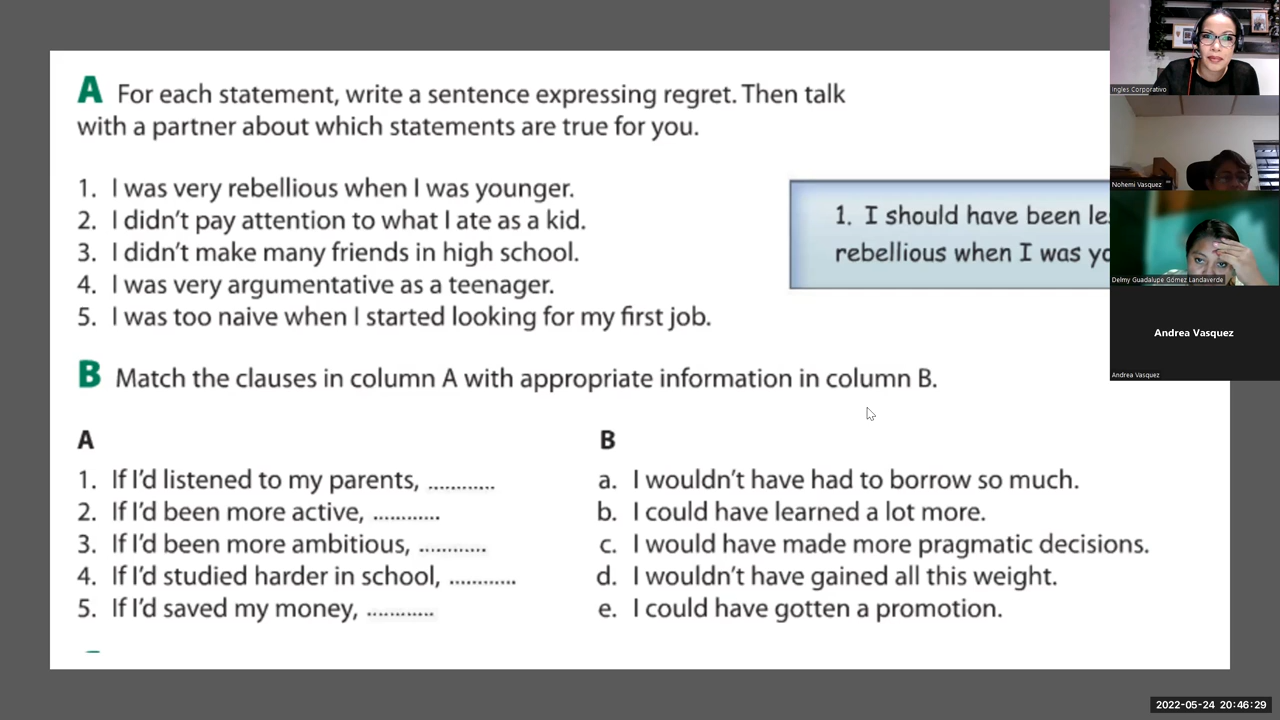 A For each statement, write a sentence expressing regret. Then talk
with a partner about which statements are true for you.
1. I was very rebellious when I was younger.
2. I didn't pay attention to what I ate as a kid.
3. I didn't make many friends in high school.
4. I was very argumentative as a teenager.
5. I was too naive when I started looking for my first job.
1. I should have been le
rebellious when I was yo
B Match the clauses in column A with appropriate information in column B.
A
1. If I'd listened to my parents, ............
2. If I'd been more active, ............
3. If I'd been more ambitious, ............
4. If I'd studied harder in school, ............
5. If I'd saved my money, ............
B
a. I wouldn't have had to borrow so much.
b. I could have learned a lot more.
c. I would have made more pragmatic decisions.
d. I wouldn't have gained all this weight.
e. I could have gotten a promotion.
Ingles Corporativo
Nohemi Vasquez
Delmy Guadalupe Gómez Landaverde
Andrea Vasquez
Andrea Vasquez
2022-05-24 20:46:29